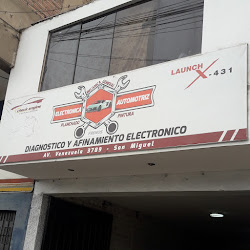 LAUNCH
X-431
ELECTRONICA AUTOMOTRIZ
PLANCHADO PINTURA
DIAGNOSTICO Y AFINAMIENTO ELECTRONICO
AV. Venezuela 3789 - San Miguel